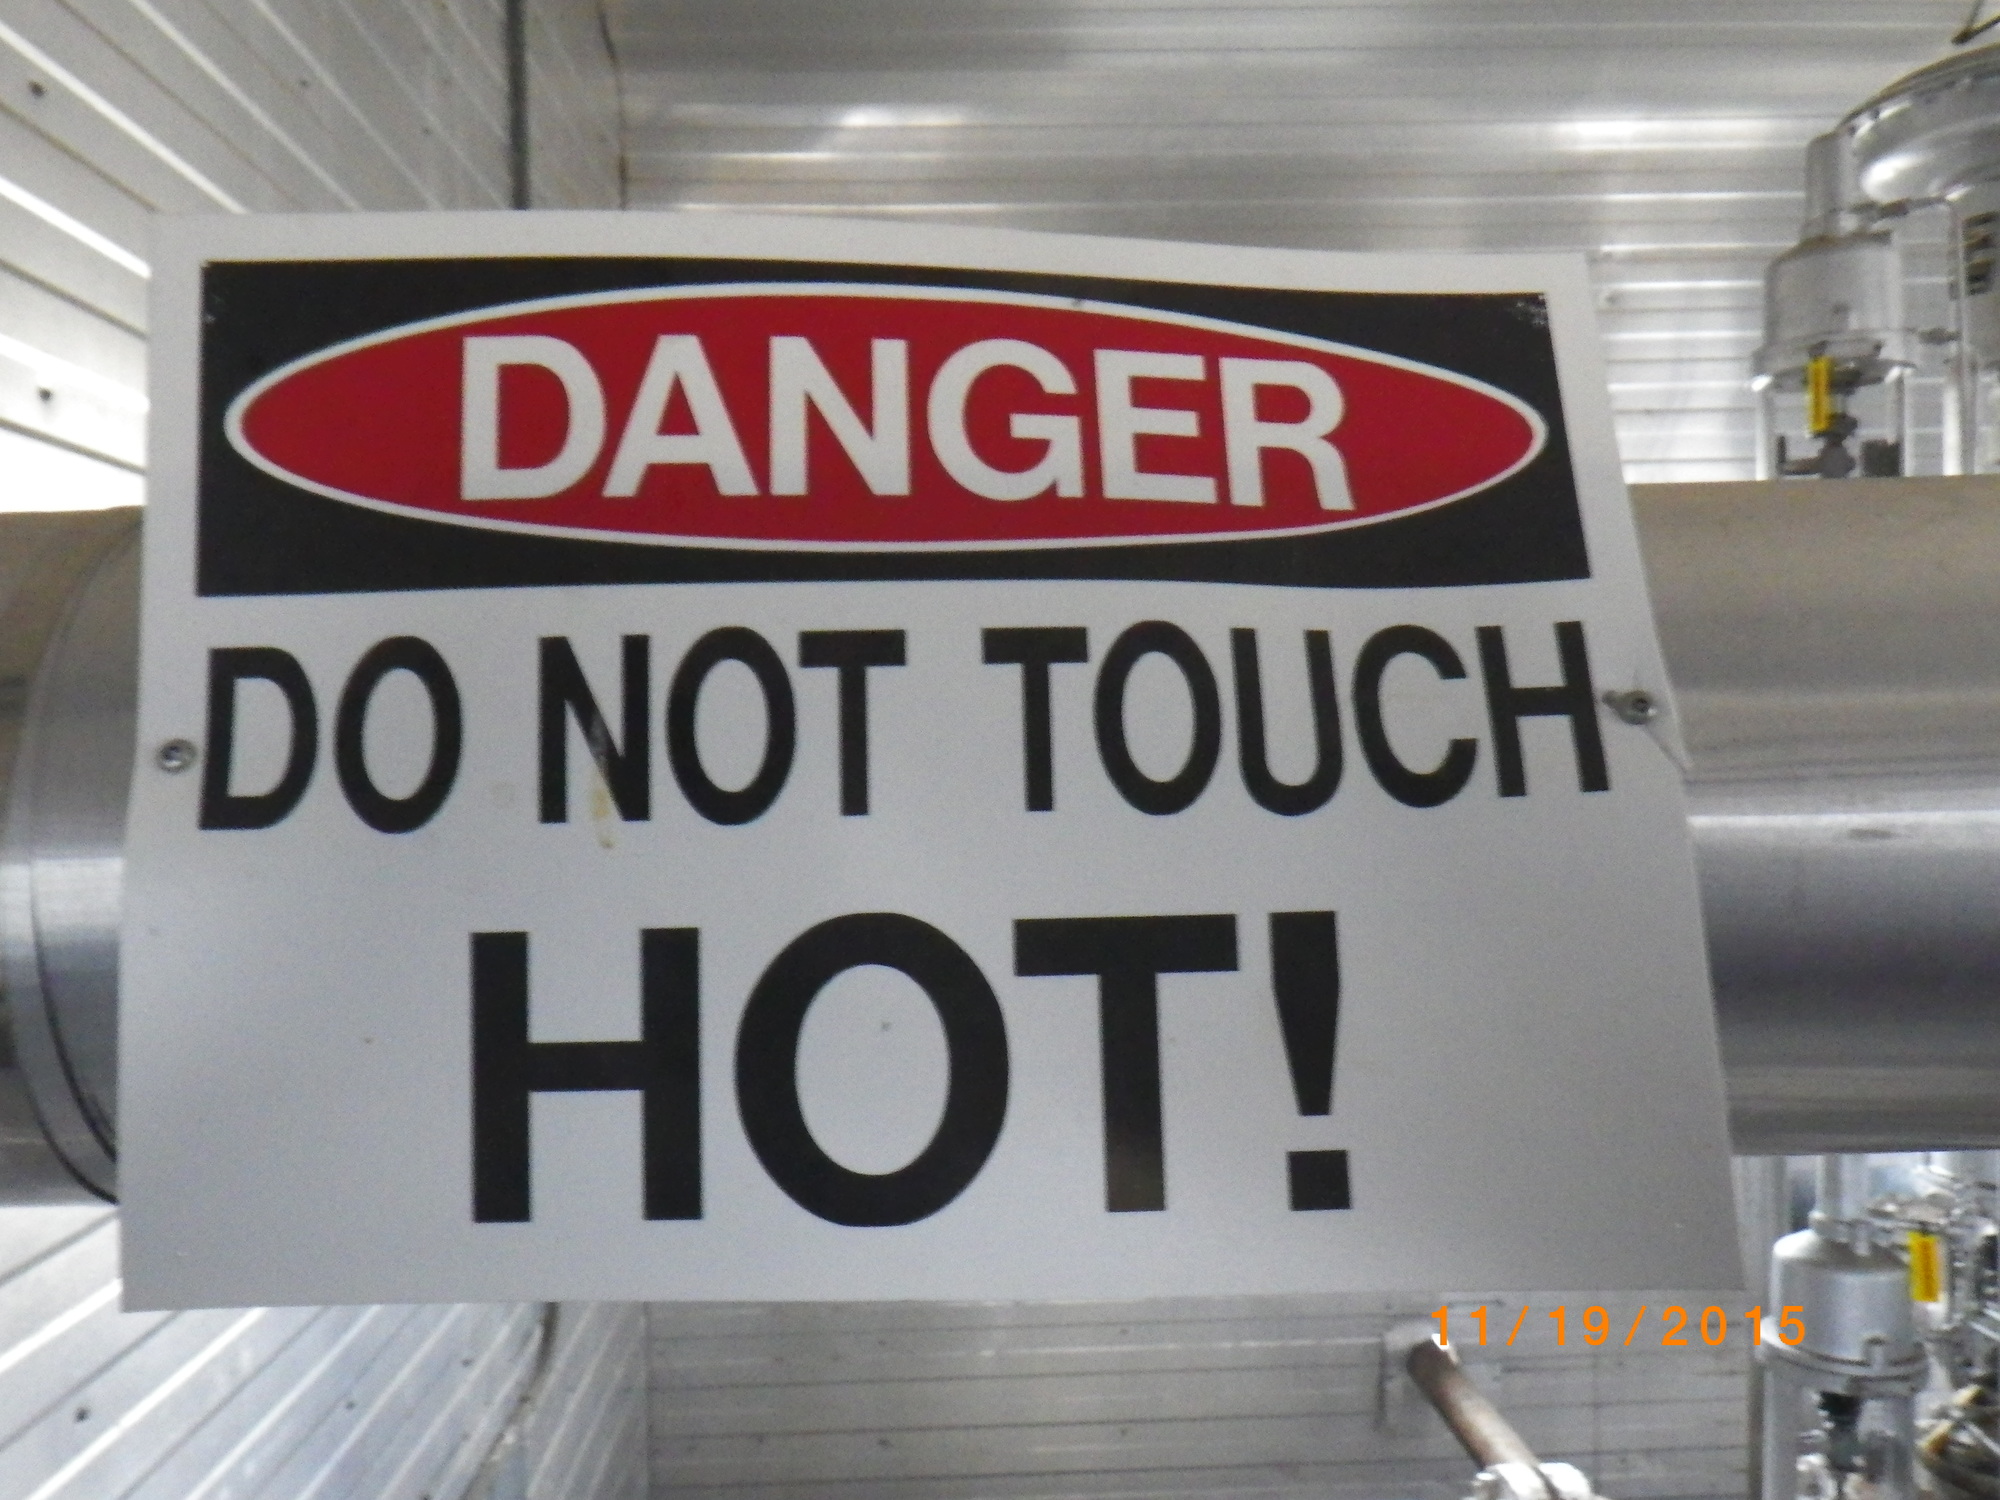 DANGER
DO NOT TOUCH
HOT!
11/19/2015